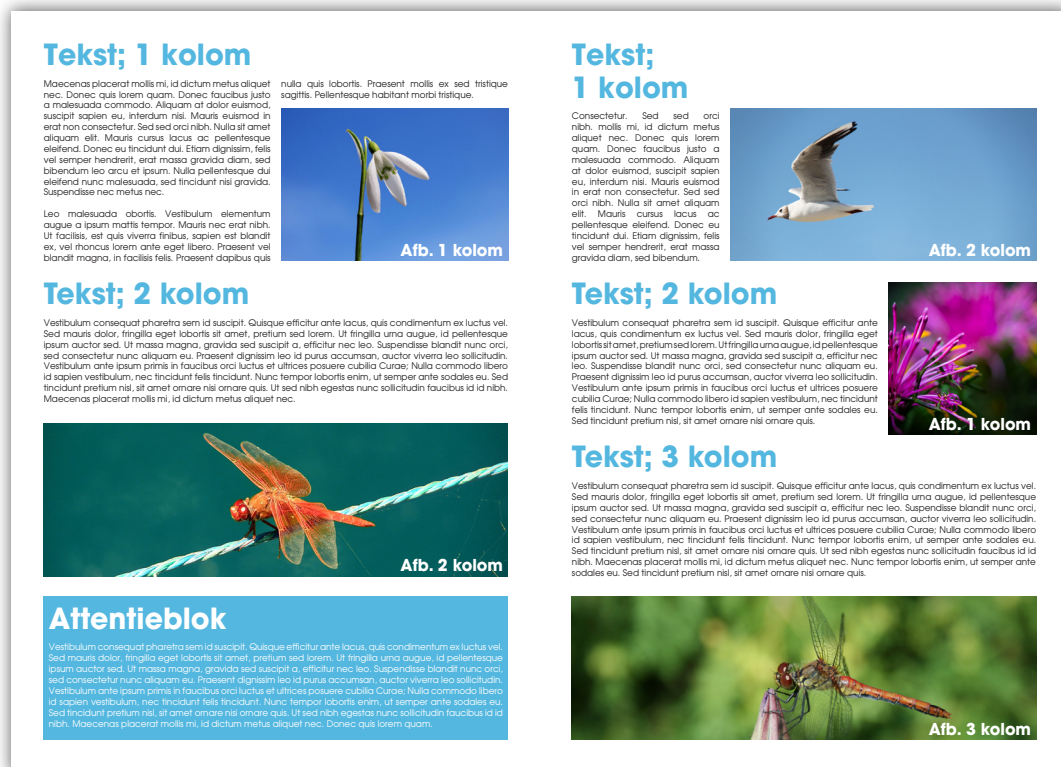 Tekst; 1 kolom
Maecenas placerat mollis mi, id dictum metus aliquet
nec. Donec quis lorem quam. Donec faucibus justo
a malesuada commodo. Aliquam at dolor euismod,
suscipit sapien eu, interdum nisi. Mauris euismod in
erat non consectetur. Sed sed orci nibh. Nulla sit amet
aliquam elit. Mauris cursus lacus ac pellentesque
eleifend. Donec eu tincidunt dui. Etiam dignissim, felis
vel semper hendrerit, erat massa gravida diam, sed
bibendum leo arcu et ipsum. Nulla pellentesque dui
eleifend nunc malesuada, sed tincidunt nisi gravida.
Suspendisse nec metus nec.
Leo malesuada obortis. Vestibulum elementum
augue a ipsum mattis tempor. Mauris nec erat nibh.
Ut facilisis, est quis viverra finibus, sapien est blandit
ex, vel rhoncus lorem ante eget libero. Praesent vel
blandit magna, in facilisis felis. Praesent dapibus quis
nulla quis lobortis. Praesent mollis ex sed tristique
sagittis. Pellentesque habitant morbi tristique.
Afb. 1 kolom
Tekst; 2 kolom
Vestibulum consequat pharetra sem id suscipit. Quisque efficitur ante lacus, quis condimentum ex luctus vel.
Sed mauris dolor, fringilla eget lobortis sit amet, pretium sed lorem. Ut fringilla urna augue, id pellentesque
ipsum auctor sed. Ut massa magna, gravida sed suscipit a, efficitur nec leo. Suspendisse blandit nunc orci,
sed consectetur nunc aliquam eu. Praesent dignissim leo id purus accumsan, auctor viverra leo sollicitudin.
Vestibulum ante ipsum primis in faucibus orci luctus et ultrices posuere cubilia Curae; Nulla commodo libero
id sapien vestibulum, nec tincidunt felis tincidunt. Nunc tempor lobortis enim, ut semper ante sodales eu. Sed
tincidunt pretium nisl, sit amet ornare nisi ornare quis. Ut sed nibh egestas nunc sollicitudin faucibus id id nibh.
Maecenas placerat mollis mi, id dictum metus aliquet nec.
Afb. 2 kolom
Attentieblok
Vestibulum consequat pharetra sem id suscipit. Quisque efficitur ante lacus, quis condimentum ex luctus vel.
Sed mauris dolor, fringilla eget lobortis sit amet, pretium sed lorem. Ut fringilla urna augue, id pellentesque
ipsum auctor sed. Ut massa magna, gravida sed suscipit a, efficitur nec leo. Suspendisse blandit nunc orci,
sed consectetur nunc aliquam eu. Praesent dignissim leo id purus accumsan, auctor viverra leo sollicitudin.
Vestibulum ante ipsum primis in faucibus orci luctus et ultrices posuere cubilia Curae; Nulla commodo libero
id sapien vestibulum, nec tincidunt felis tincidunt. Nunc tempor lobortis enim, ut semper ante sodales eu.
Sed tincidunt pretium nisl, sit amet ornare nisi ornare quis. Ut sed nibh egestas nunc sollicitudin faucibus id id
nibh. Maecenas placerat mollis mi, id dictum metus aliquet nec. Donec quis lorem quam.
Tekst;
1 kolom
Consectetur. Sed sed orci
nibh. mollis mi, id dictum metus
aliquet nec. Donec quis lorem
quam. Donec faucibus justo a
malesuada commodo. Aliquam
at dolor euismod, suscipit sapien
eu, interdum nisi. Mauris euismod
in erat non consectetur. Sed sed
orci nibh. Nulla sit amet aliquam
elit. Mauris cursus lacus ac
pellentesque eleifend. Donec eu
tincidunt dui. Etiam dignissim, felis
vel semper hendrerit, erat massa
gravida diam, sed bibendum.
Afb. 2 kolom
Tekst; 2 kolom
Vestibulum consequat pharetra sem id suscipit. Quisque efficitur ante
lacus, quis condimentum ex luctus vel. Sed mauris dolor, fringilla eget
lobortis sit amet, pretium sed lorem. Ut fringilla urna augue, id pellentesque
ipsum auctor sed. Ut massa magna, gravida sed suscipit a, efficitur nec
leo. Suspendisse blandit nunc orci, sed consectetur nunc aliquam eu.
Praesent dignissim leo id purus accumsan, auctor viverra leo sollicitudin.
Vestibulum ante ipsum primis in faucibus orci luctus et ultrices posuere
cubilia Curae; Nulla commodo libero id sapien vestibulum, nec tincidunt
felis tincidunt. Nunc tempor lobortis enim, ut semper ante sodales eu.
Sed tincidunt pretium nisl, sit amet ornare nisi ornare quis.
Afb. 1 kolom
Tekst; 3 kolom
Vestibulum consequat pharetra sem id suscipit. Quisque efficitur ante lacus, quis condimentum ex luctus vel.
Sed mauris dolor, fringilla eget lobortis sit amet, pretium sed lorem. Ut fringilla urna augue, id pellentesque
ipsum auctor sed. Ut massa magna, gravida sed suscipit a, efficitur nec leo. Suspendisse blandit nunc orci,
sed consectetur nunc aliquam eu. Praesent dignissim leo id purus accumsan, auctor viverra leo sollicitudin.
Vestibulum ante ipsum primis in faucibus orci luctus et ultrices posuere cubilia Curae; Nulla commodo libero
id sapien vestibulum, nec tincidunt felis tincidunt. Nunc tempor lobortis enim, ut semper ante sodales eu.
Sed tincidunt pretium nisl, sit amet ornare nisi ornare quis. Ut sed nibh egestas nunc sollicitudin faucibus id id
nibh. Maecenas placerat mollis mi, id dictum metus aliquet nec. Nunc tempor lobortis enim, ut semper ante
sodales eu. Sed tincidunt pretium nisl, sit amet ornare nisi ornare quis.
Afb. 3 kolom